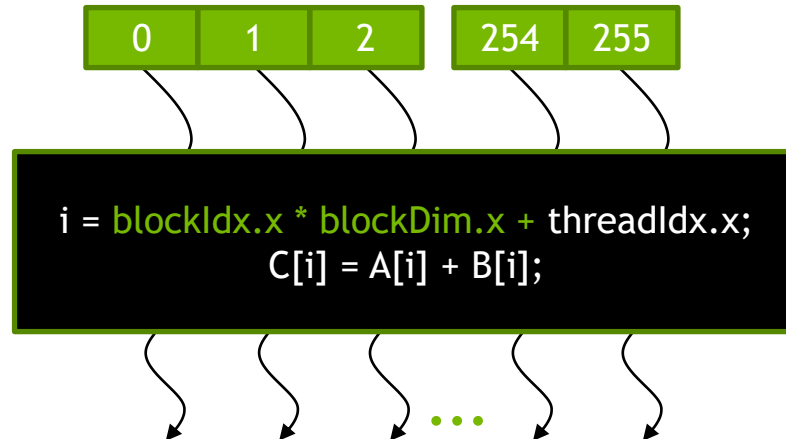 0 1 2 254 255
i = blockIdx.x * blockDim.x + threadIdx.x;
C[i] = A[i] + B[i];
...